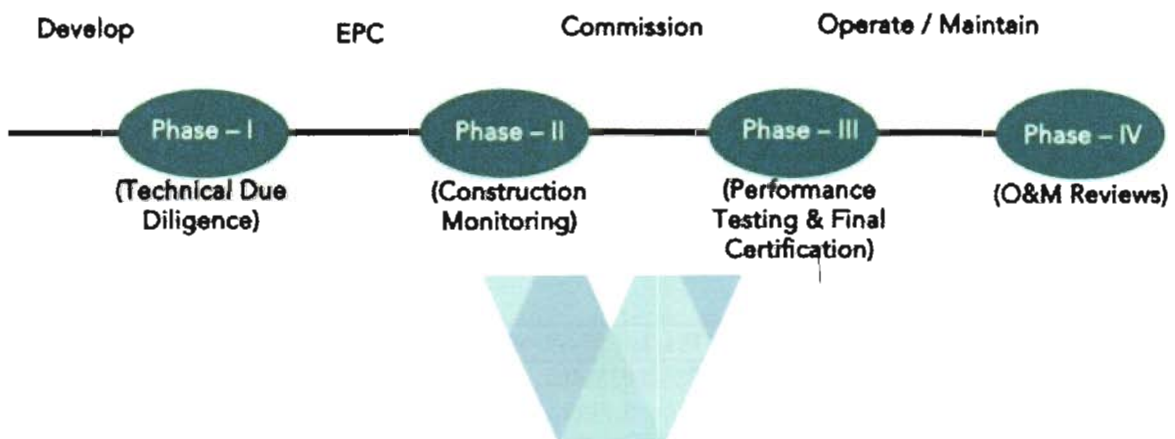 Develop
EPC
Commission
Operate / Maintain
Phase – I
Phase – II
Phase – III
Phase – IV
(Technical Due
Diligence)
(Construction
Monitoring)
(Performance
Testing & Final
Certification)
(O&M Reviews)